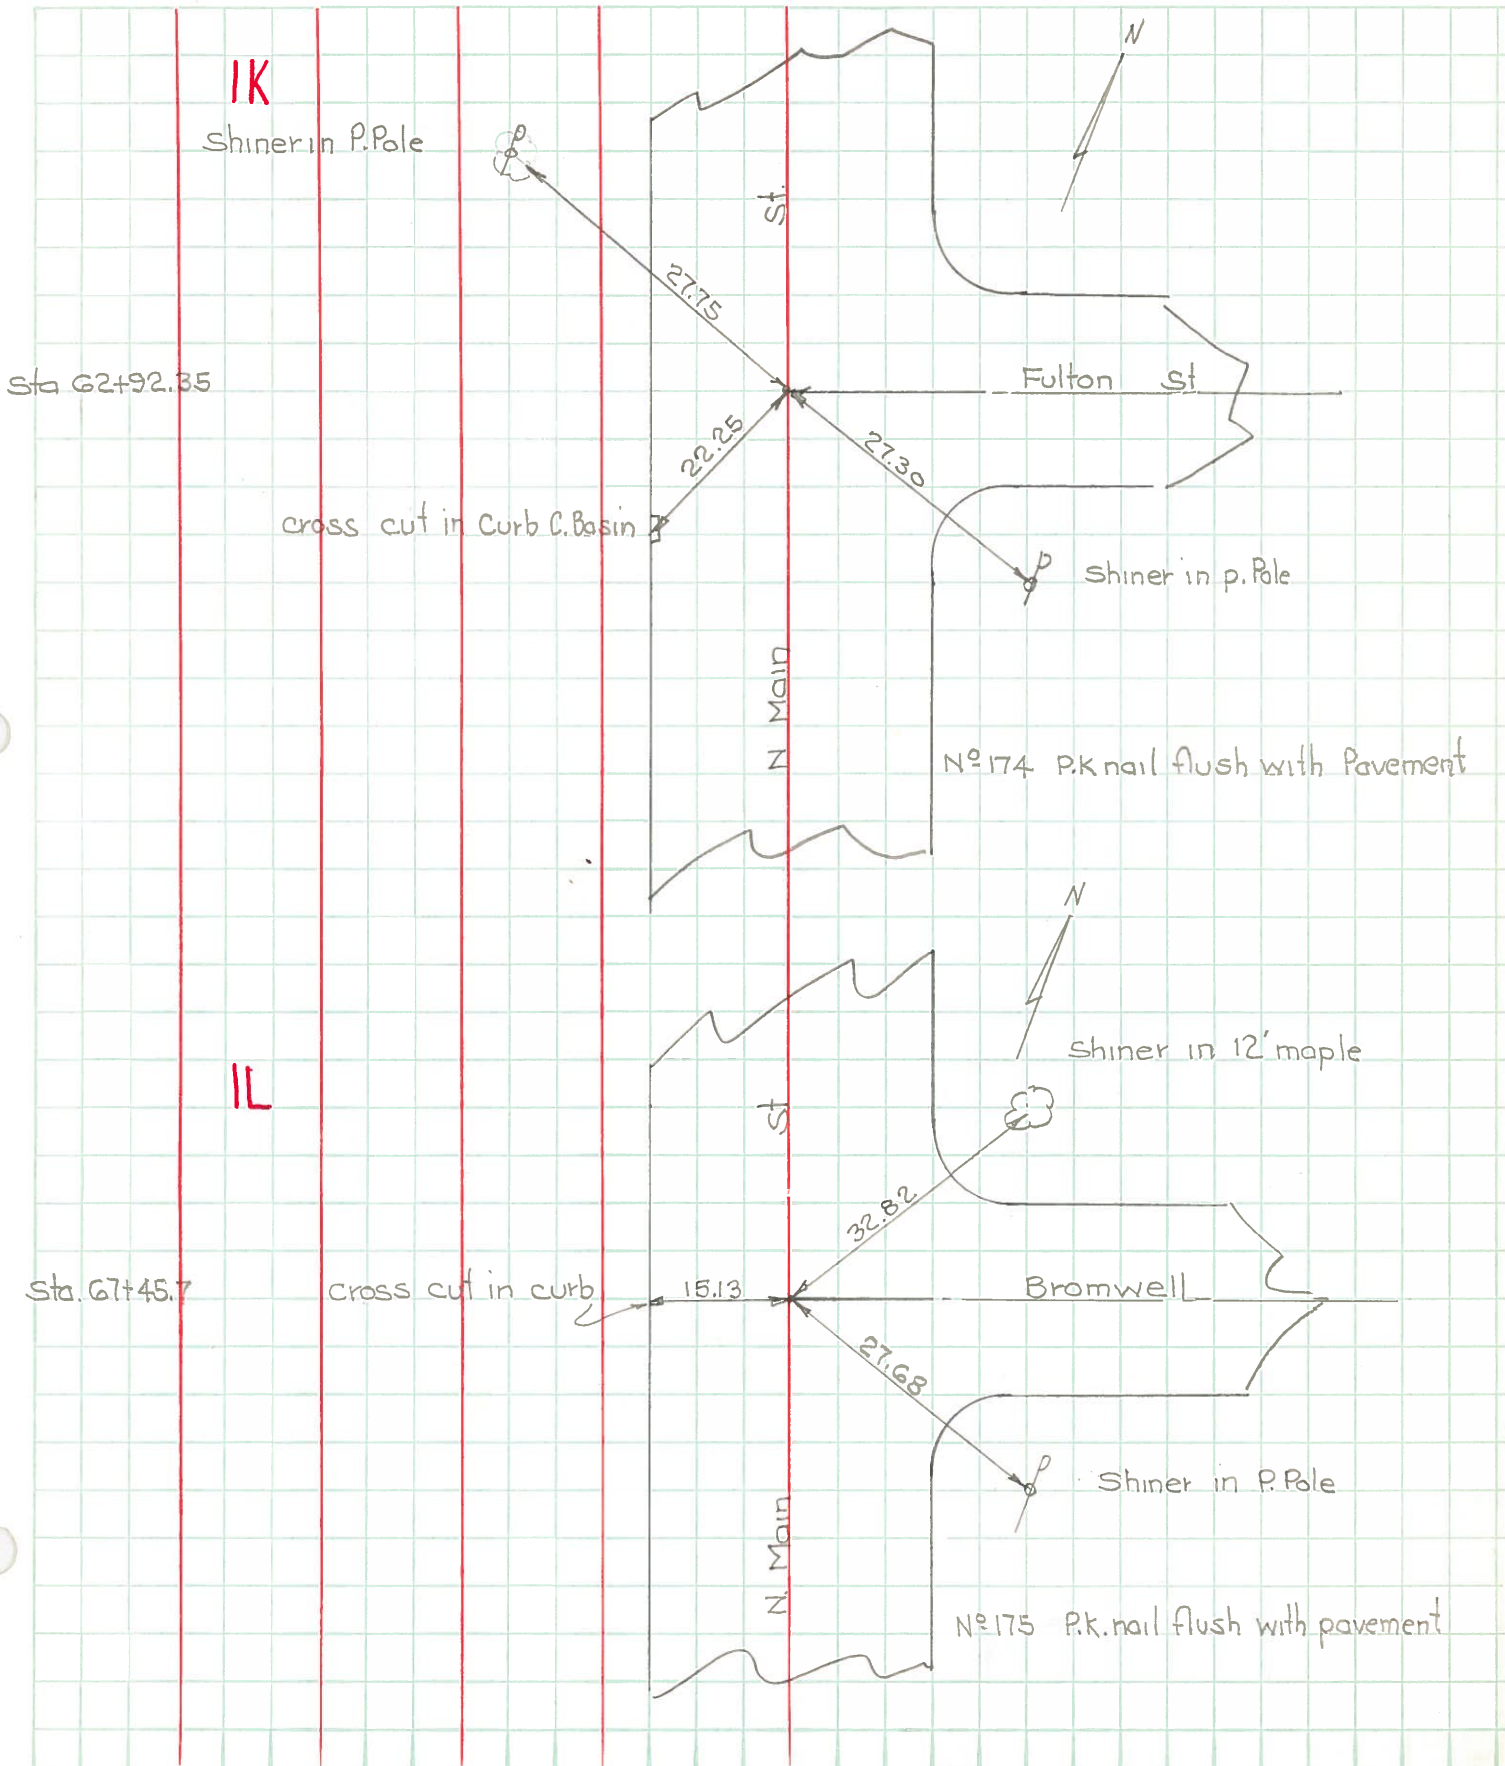 1K
N
Shiner in P.Pole
St.
27.75
Sta 62+92.35
Fulton St
22.25
27.30
cross cut in Curb C.Basin
Shiner in p.Pole
N Main
Nº 174 P.K nail flush with Pavement
N
Shiner in 12' maple
1L
St
32.82
Sta. 67+45.7
cross cut in curb
15.13
Bromwell
27.68
Shiner in P.Pole
N. Main
Nº 175 P.K. nail flush with pavement